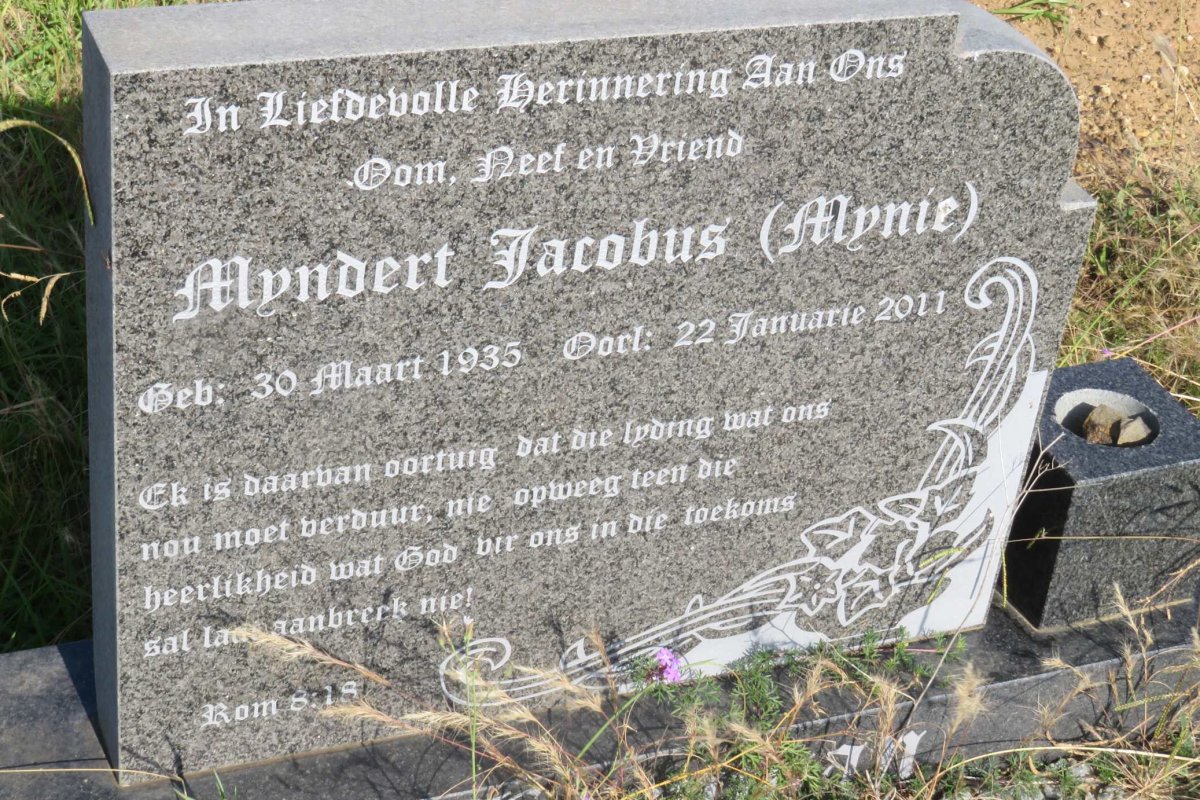 In Liefdevolle Herinnering Aan Ons
Oom, Neef en Vriend
Myndert Jacobus (Mynie)
Geb: 30 Maart 1935 Oorl: 22 Januarie 2011
Ek is daarvan oortuig dat die lyding wat ons
nou moet verduur, nie opweeg teen die
heerlikheid wat God vir ons in die toekoms
sal laat aanbreek nie!
Rom 8:18